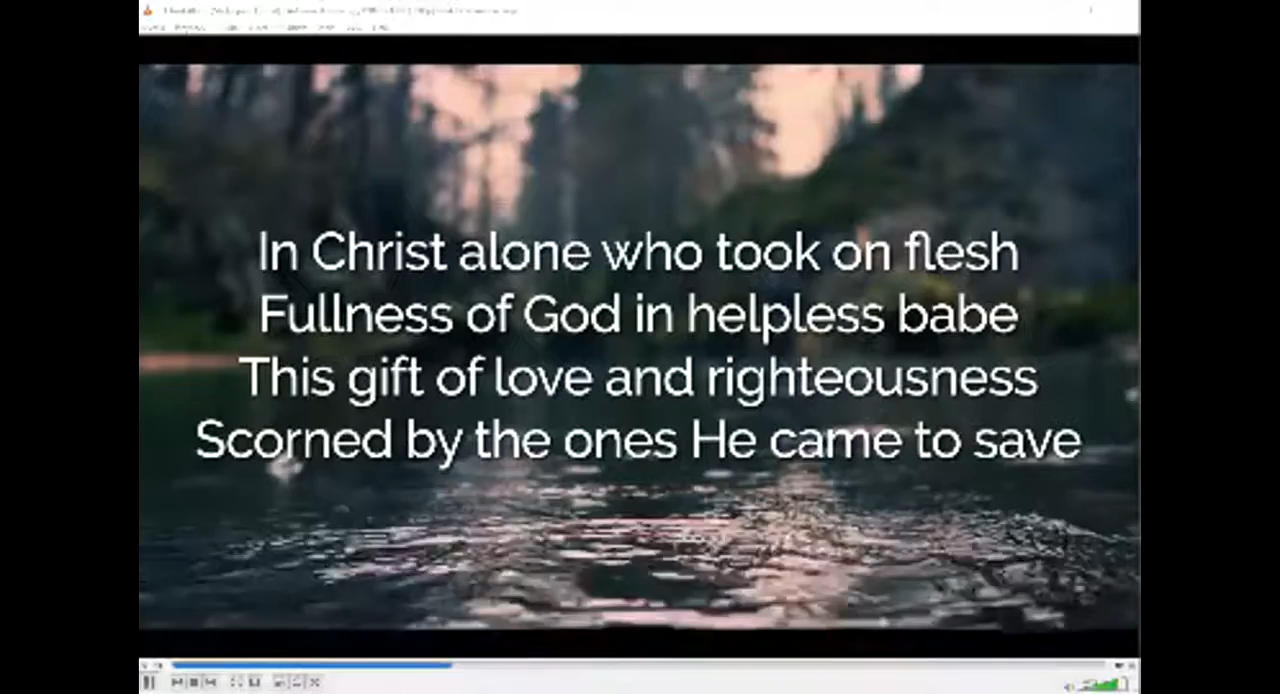 In Christ alone who took on flesh
Fullness of God in helpless babe
This gift of love and righteousness
Scorned by the ones He came to save